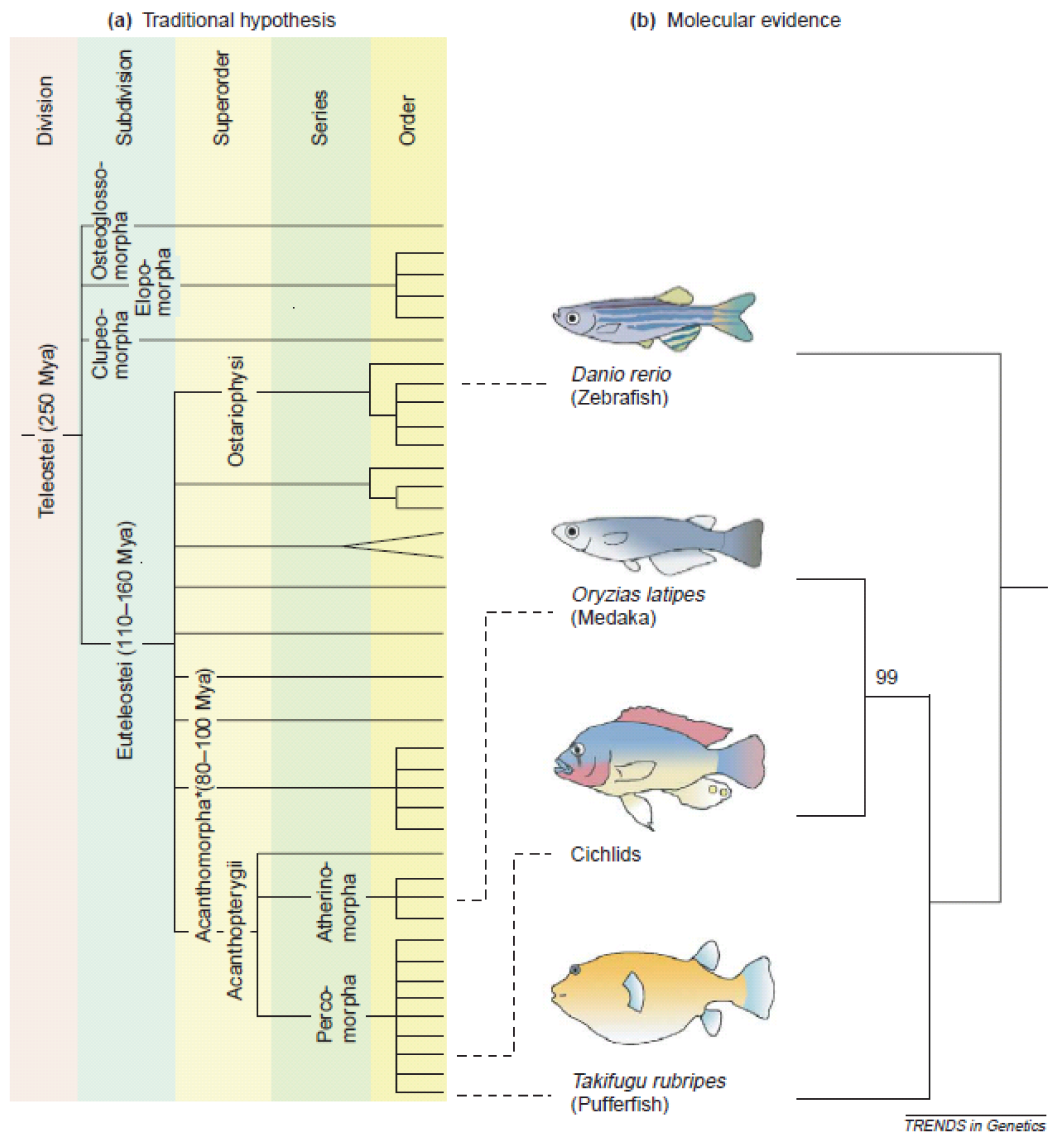 (a) Traditional hypothesis
(b) Molecular evidence
Division
Subdivision
Superorder
Series
Order
Teleostei (250 Mya)
Osteoglosso-
morpha
Elopo-
morpha
Clupeo-
morpha
Euteleostei (110–160 Mya)
Ostariophysi
Acanthomorpha*(80–100 Mya)
Acanthopterygii
Atherino-
morpha
Perco-
morpha
Danio rerio
(Zebrafish)
Oryzias latipes
(Medaka)
99
Cichlids
Takifugu rubripes
(Pufferfish)
TRENDS in Genetics